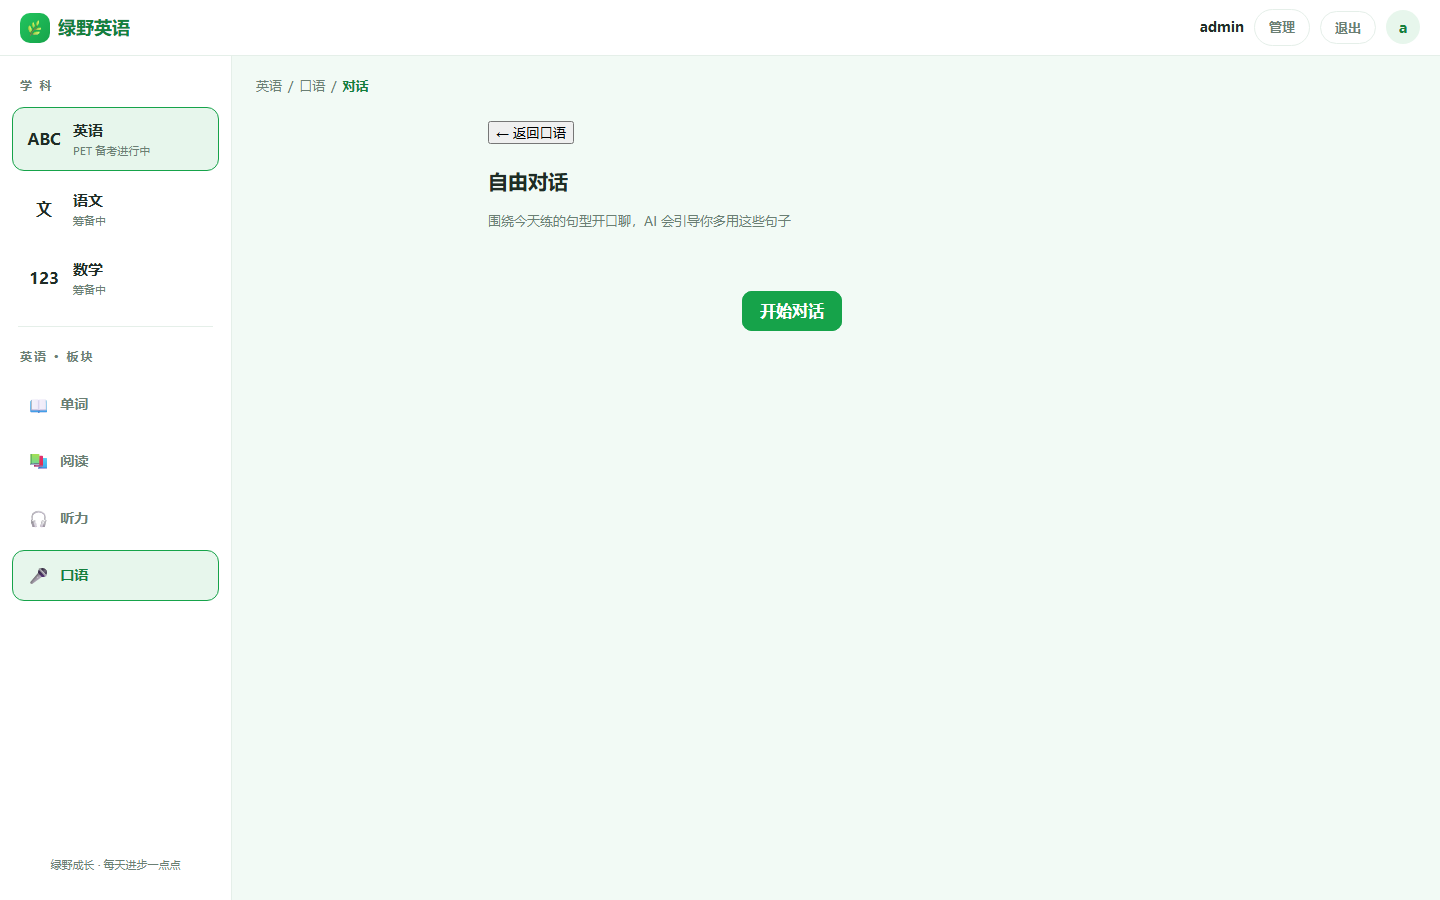 绿野英语
admin
管理
退出
a
学 科
ABC
英语
PET 备考进行中
文
语文
筹备中
123
数学
筹备中
英语 · 板块
单词
阅读
听力
口语
绿野成长 · 每天进步一点点
英语 / 口语 / 对话
← 返回口语
自由对话
围绕今天练的句型开口聊，AI 会引导你多用这些句子
开始对话